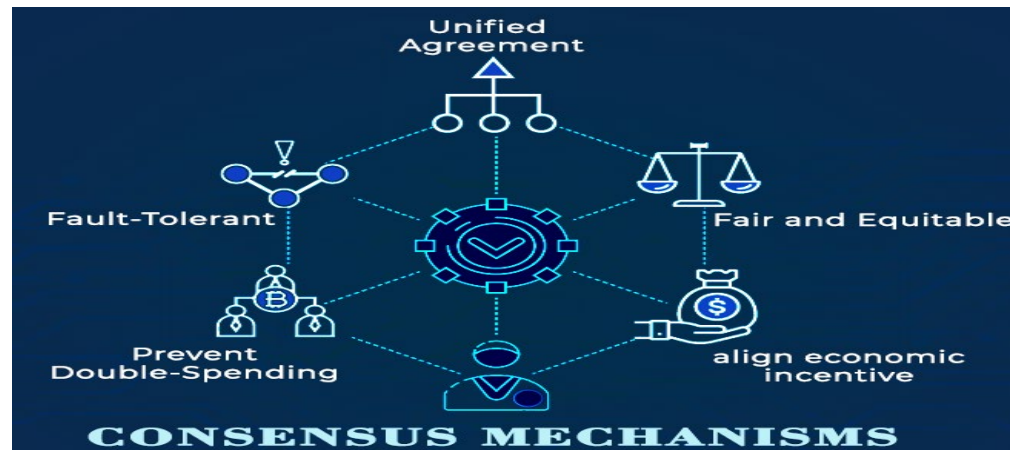 Unified
Agreement
Fault-Tolerant
Fair and Equitable
Prevent
Double-Spending
align economic
incentive
CONSENSUS MECHANISMS